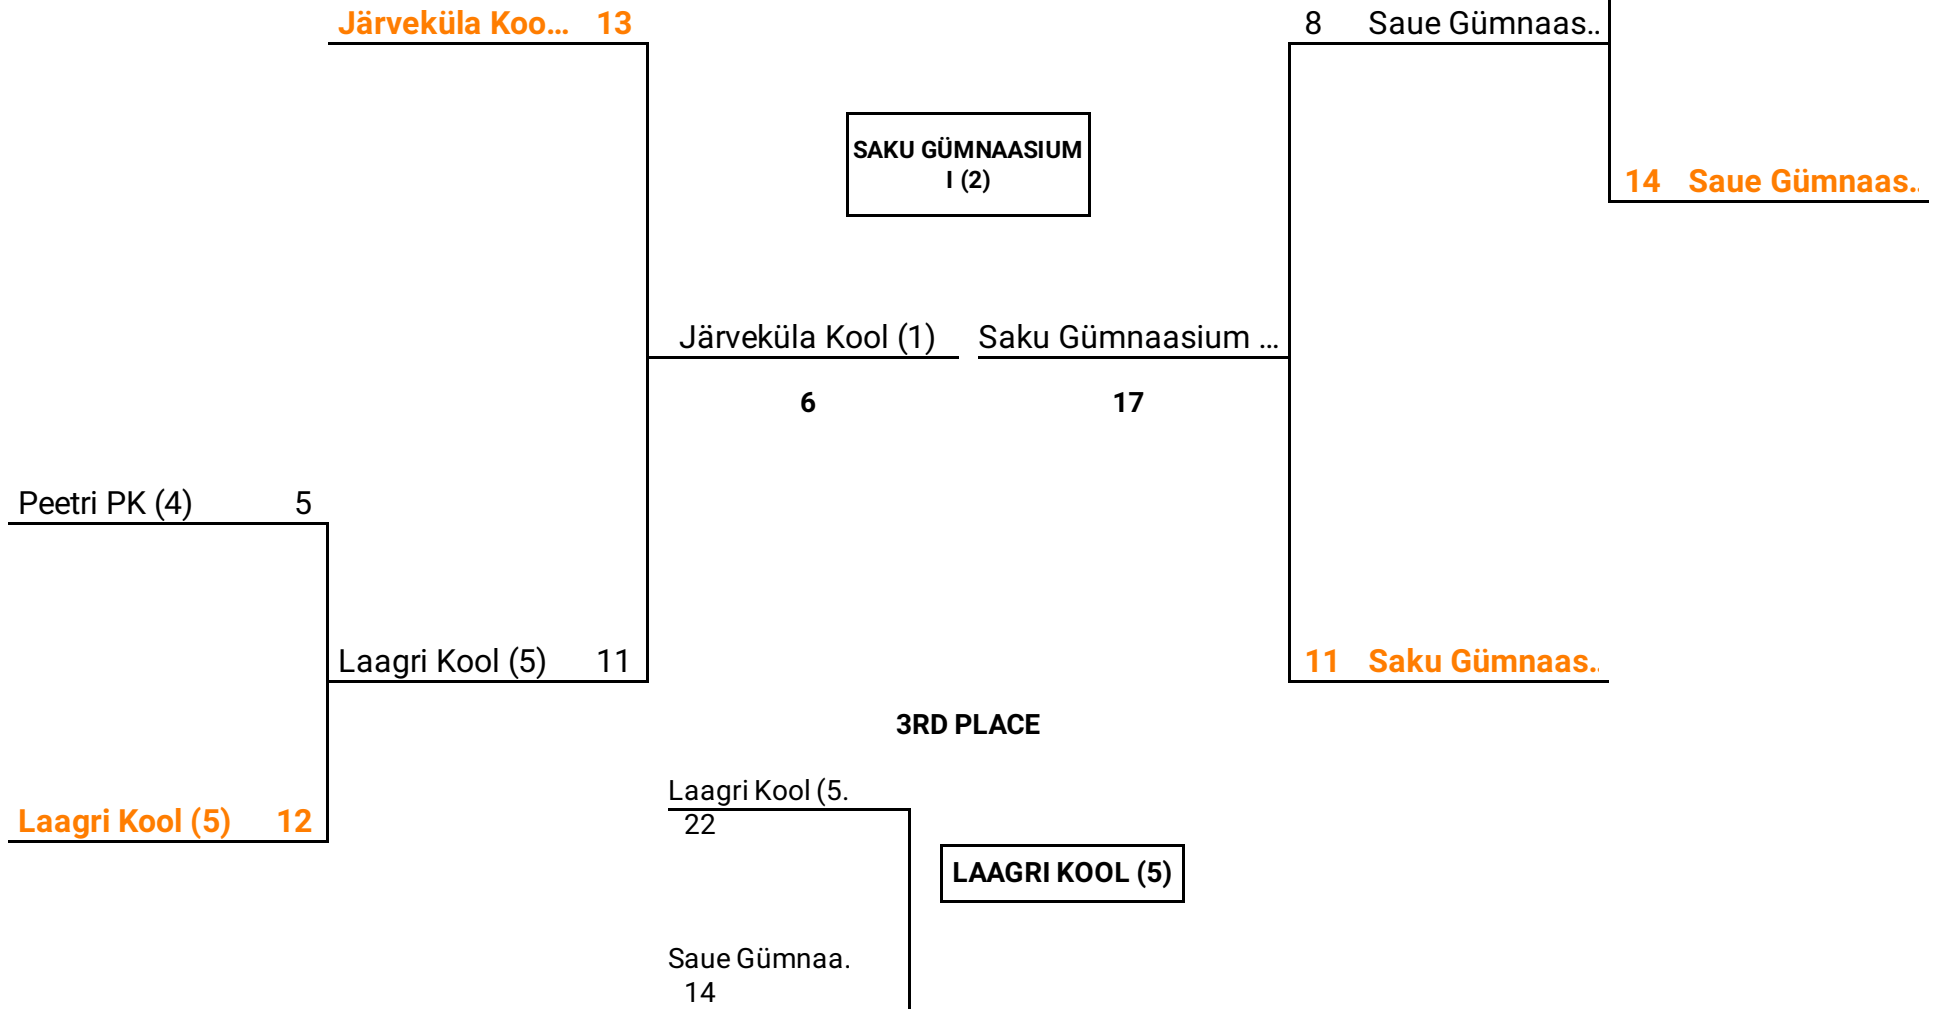 Järveküla Koo... 13
8 Saue Gümnaas..
SAKU GÜMNAASIUM
I (2)
14 Saue Gümnaas..
Järveküla Kool (1)
Saku Gümnaasium ...
6
17
Peetri PK (4) 5
Laagri Kool (5) 11
11 Saku Gümnaas..
3RD PLACE
Laagri Kool (5.
22
Laagri Kool (5) 12
LAAGRI KOOL (5)
Saue Gümnaa.
14